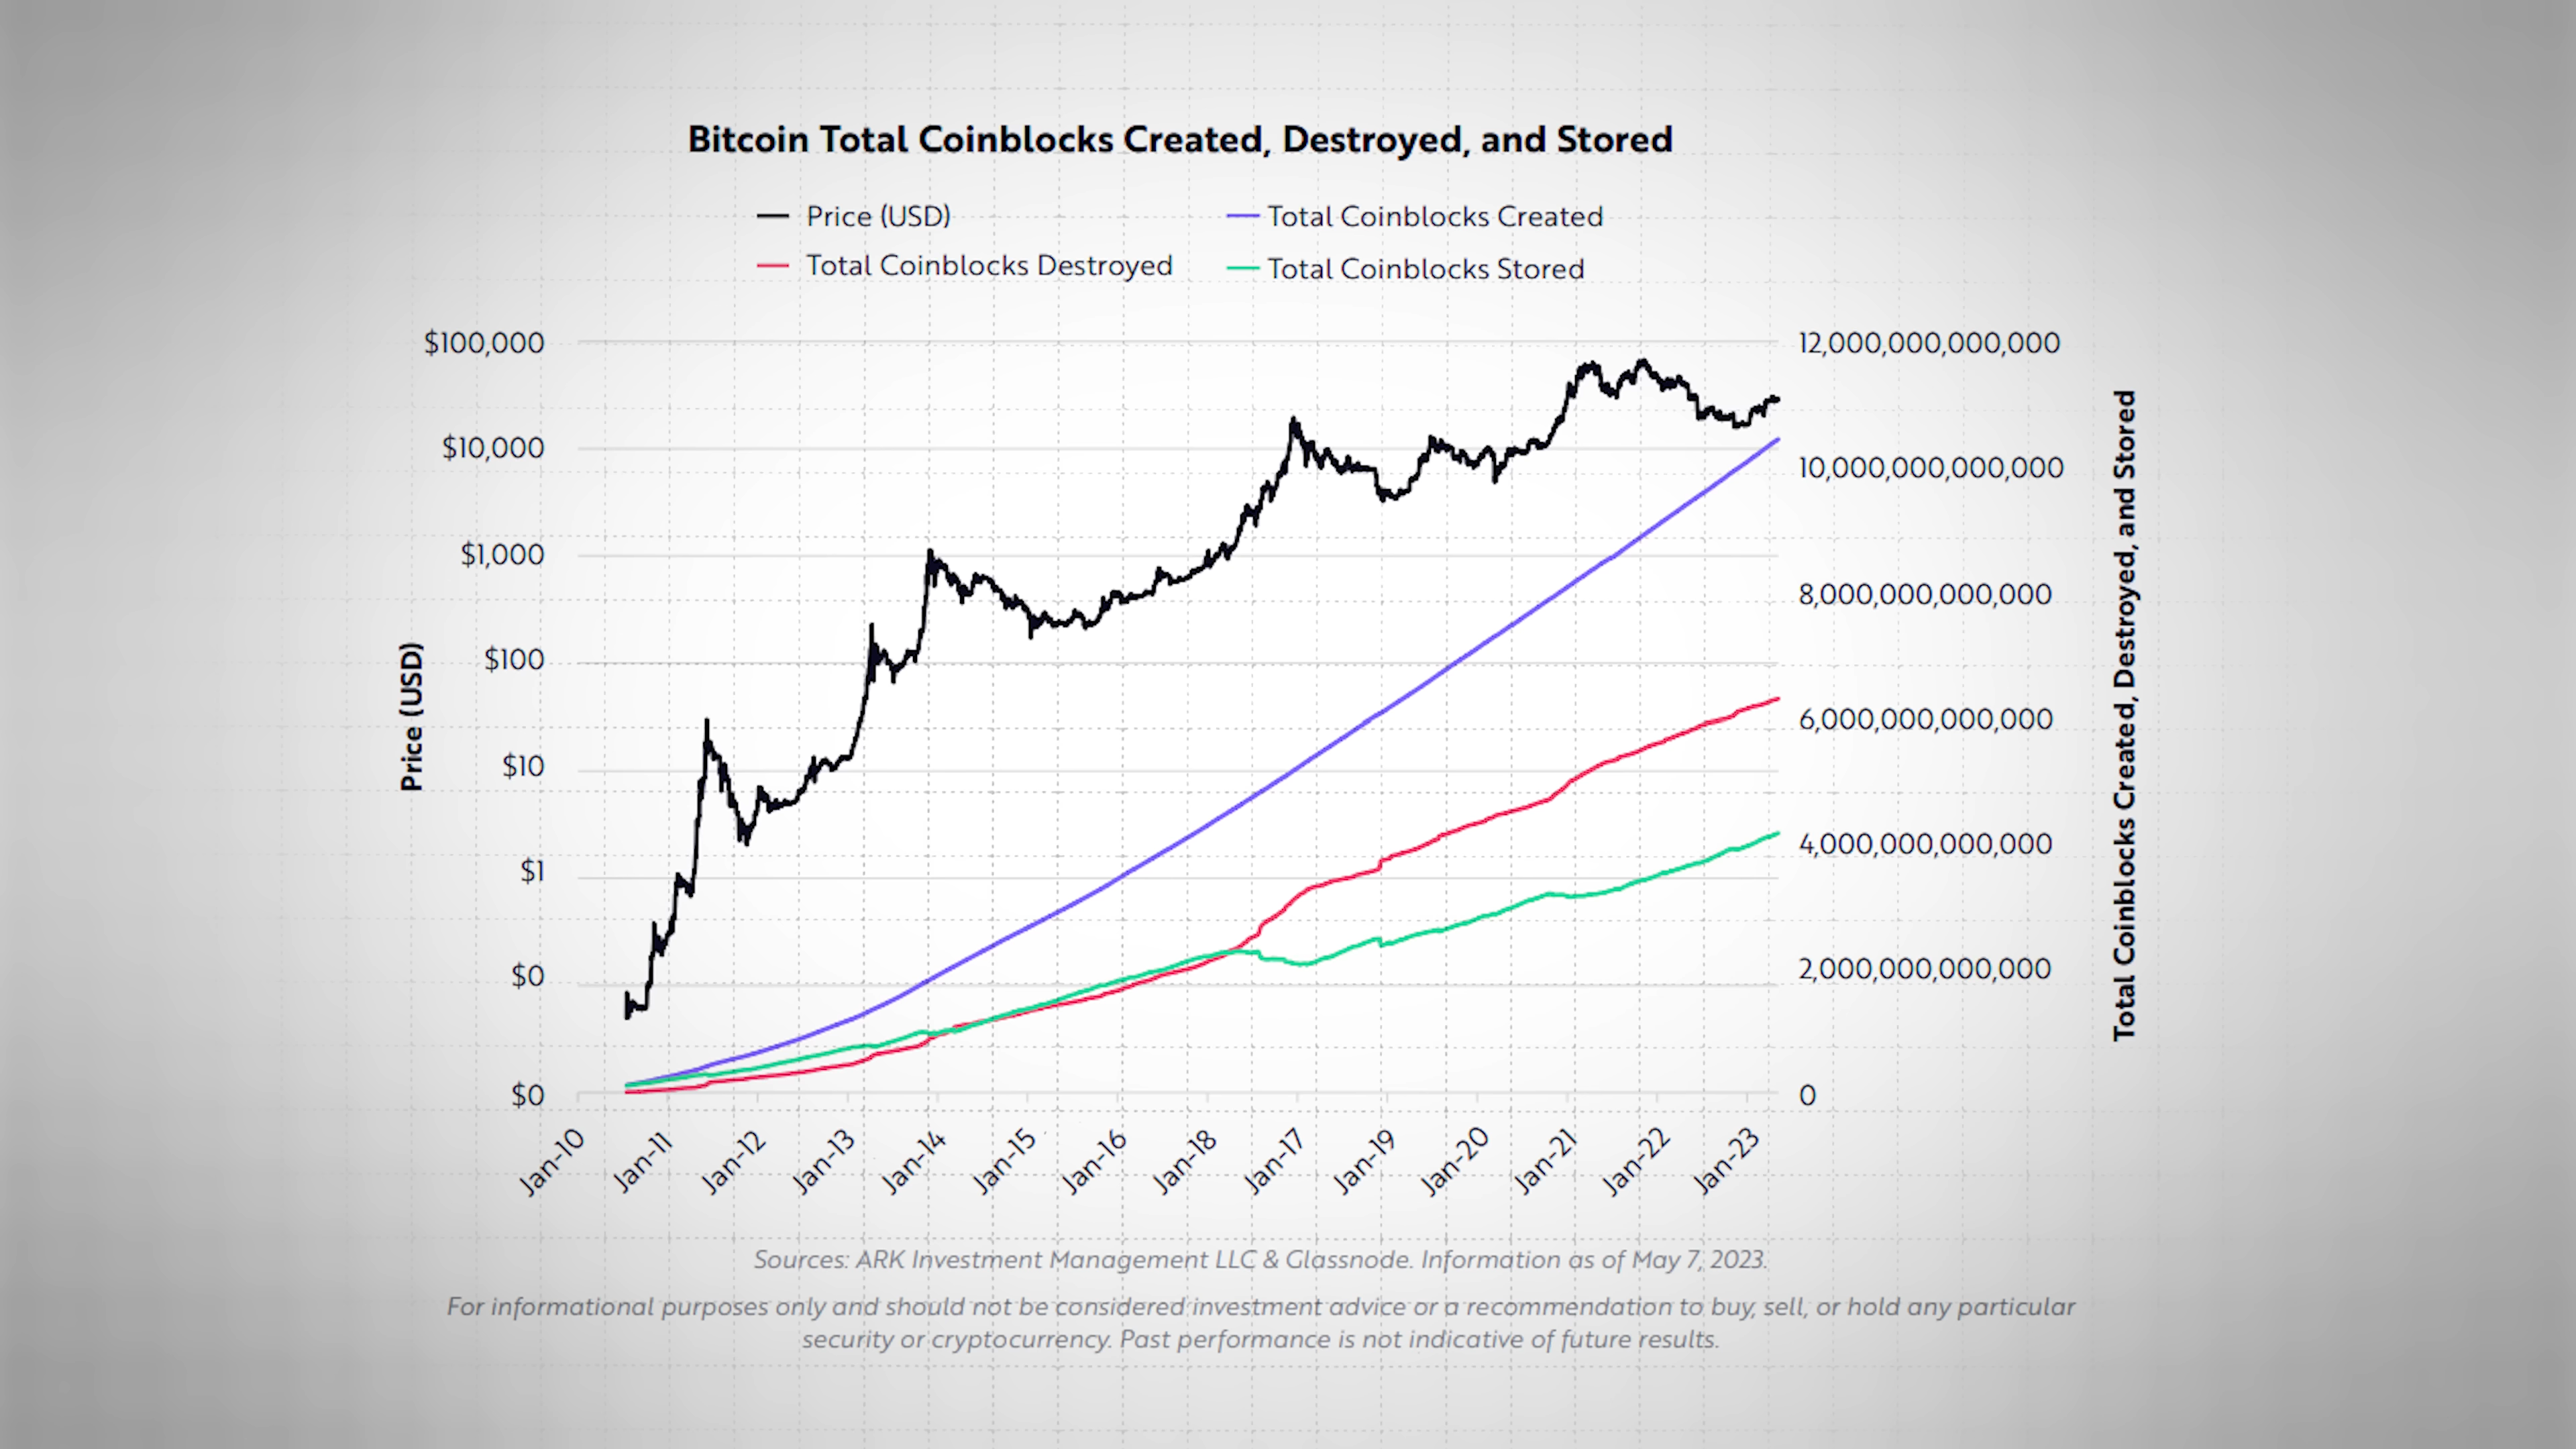 Bitcoin Total Coinblocks Created, Destroyed, and Stored
Price (USD)
Total Coinblocks Created
Total Coinblocks Destroyed
Total Coinblocks Stored
$100,000
$10,000
$1,000
$100
$10
$1
$0
$0
Price (USD)
12,000,000,000,000
10,000,000,000,000
8,000,000,000,000
6,000,000,000,000
4,000,000,000,000
2,000,000,000,000
0
Total Coinblocks Created, Destroyed, and Stored
Jan-10
Jan-11
Jan-12
Jan-13
Jan-14
Jan-15
Jan-16
Jan-18
Jan-17
Jan-19
Jan-20
Jan-21
Jan-22
Jan-23
Sources: ARK Investment Management LLC & Glassnode. Information as of May 7, 2023.
For informational purposes only and should not be considered investment advice or a recommendation to buy, sell, or hold any particular
security or cryptocurrency. Past performance is not indicative of future results.